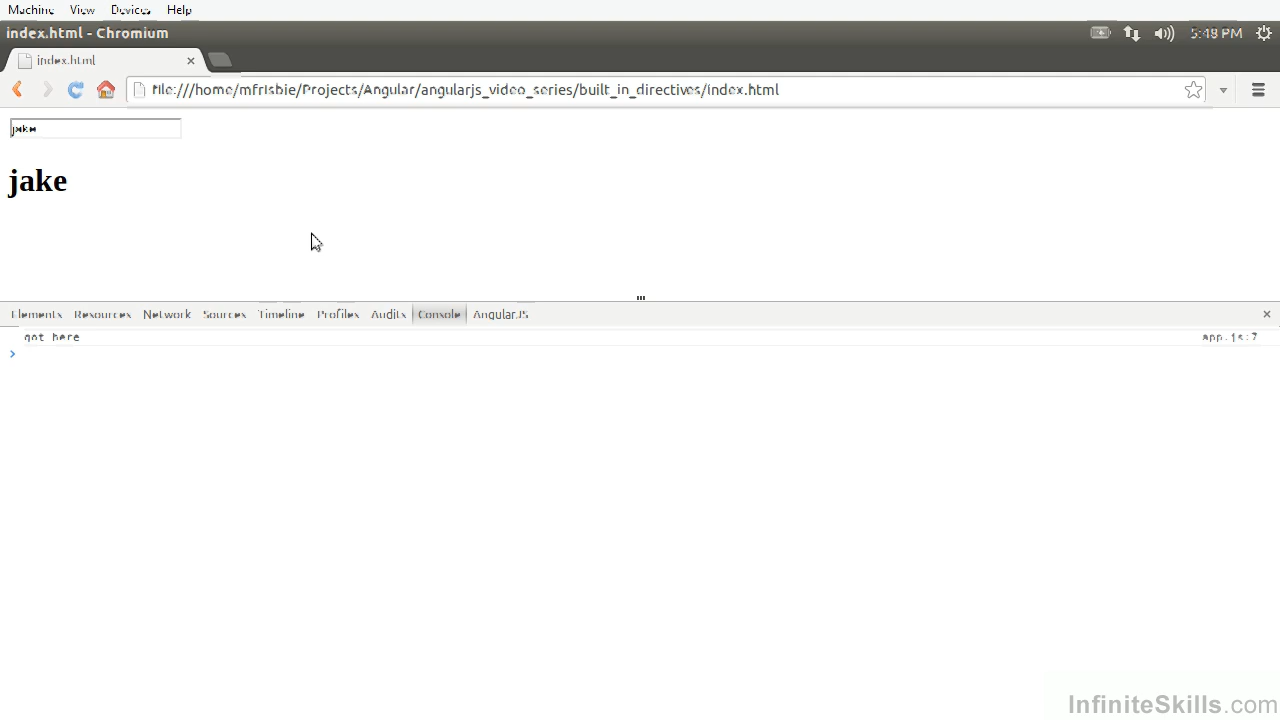 Machine View Devices Help
index.html - Chromium
5:48 PM
index.html
file:///home/mfrisbie/Projects/Angular/angularjs_video_series/built_in_directives/index.html
jake
jake
Elements Resources Network Sources Timeline Profiles Audits Console AngularJS
got here app.js:7
InfiniteSkills.com